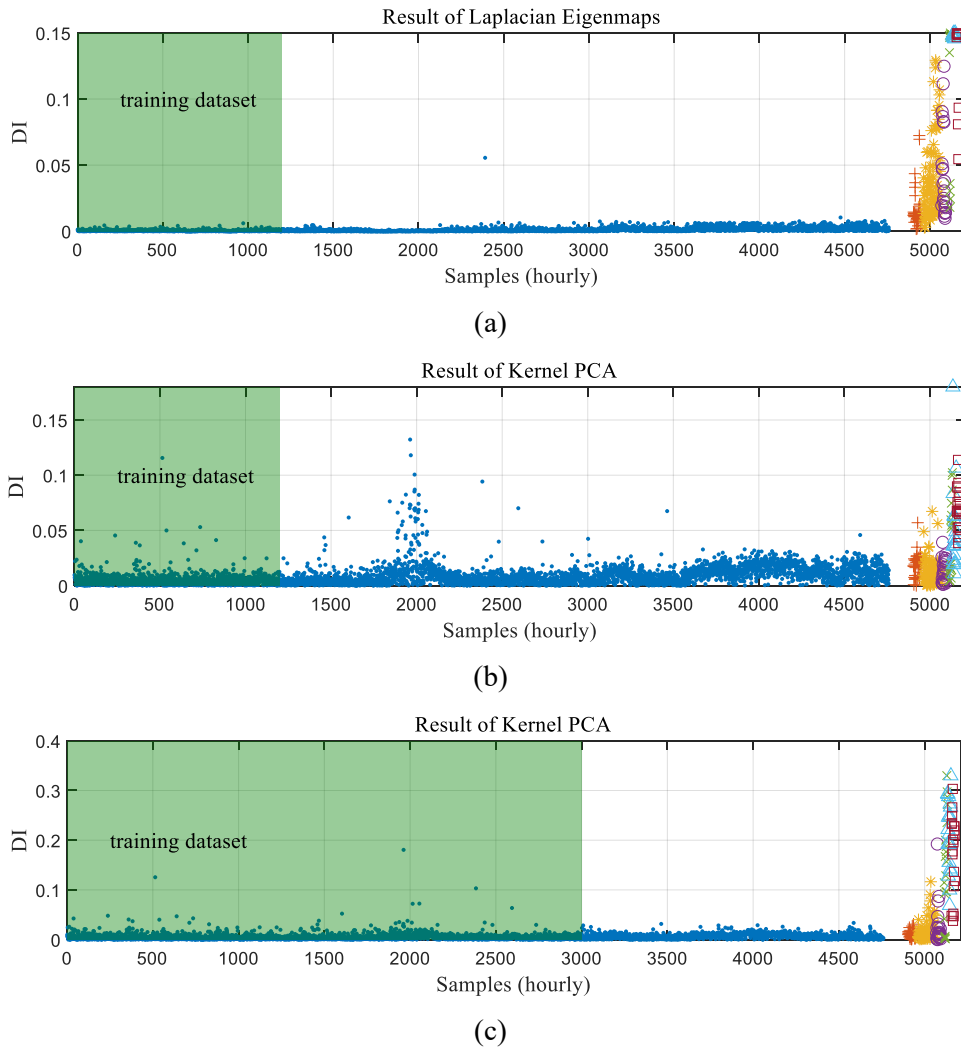 Result of Laplacian Eigenmaps
0.15
0.1
0.05
0
DI
training dataset
0 500 1000 1500 2000 2500 3000 3500 4000 4500 5000
Samples (hourly)
(a)
Result of Kernel PCA
0.15
0.1
0.05
0
DI
training dataset
0 500 1000 1500 2000 2500 3000 3500 4000 4500 5000
Samples (hourly)
(b)
Result of Kernel PCA
0.4
0.3
0.2
0.1
0
DI
training dataset
0 500 1000 1500 2000 2500 3000 3500 4000 4500 5000
Samples (hourly)
(c)